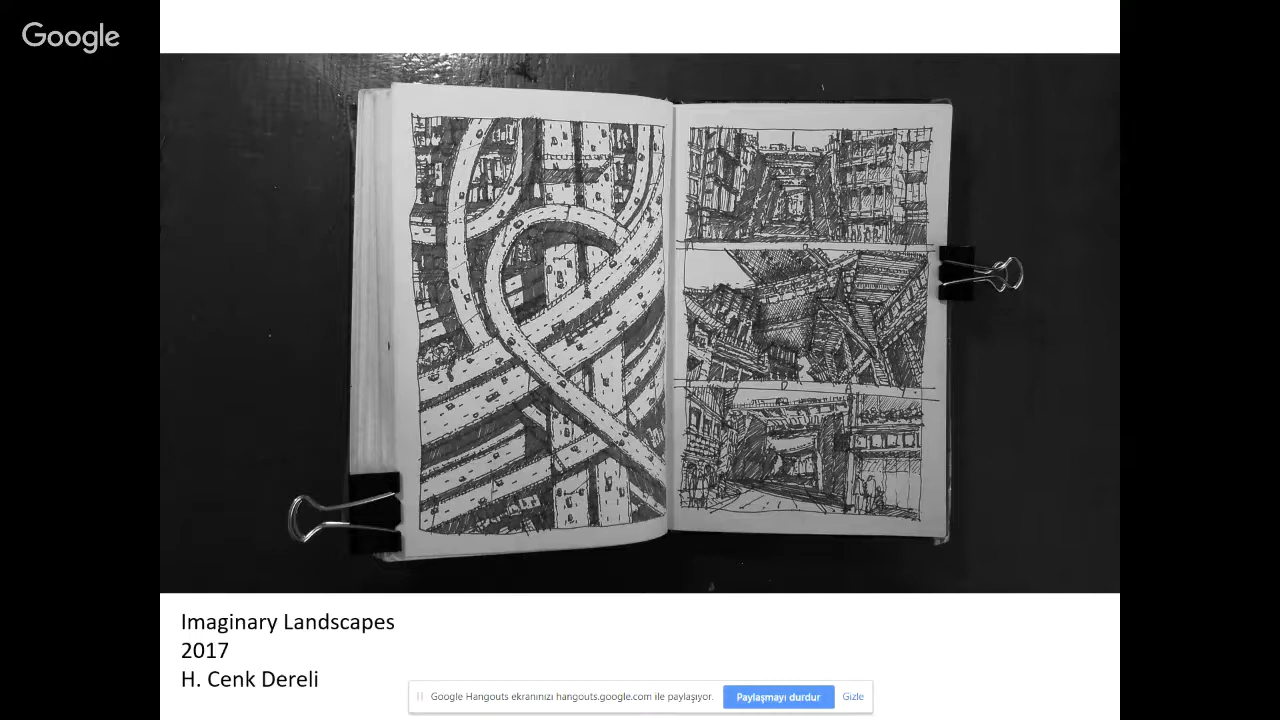 Google
Imaginary Landscapes
2017
H. Cenk Dereli
Google Hangouts ekranınızı hangouts.google.com ile paylaşıyor. Paylaşmayı durdur Gizle